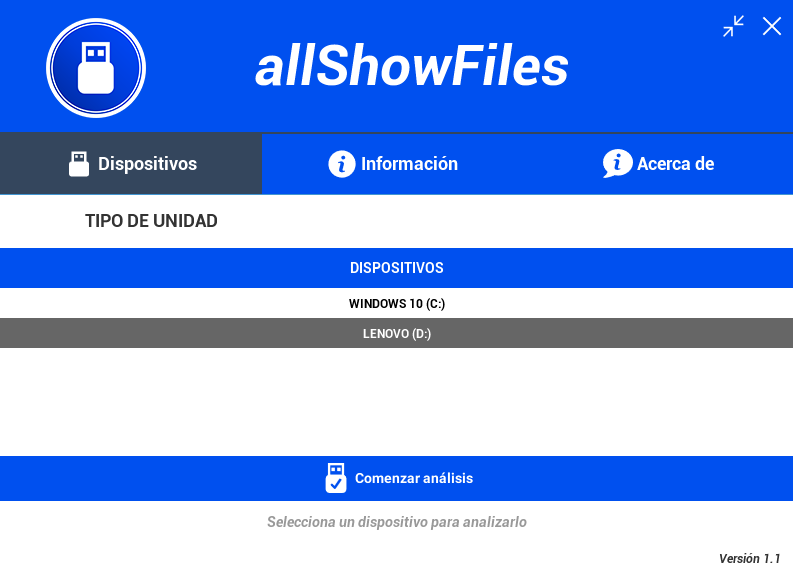 allShowFiles
Dispositivos
Información
Acerca de
TIPO DE UNIDAD
DISPOSITIVOS
WINDOWS 10 (C:)
LENOVO (D:)
Comenzar análisis
Selecciona un dispositivo para analizarlo
Versión 1.1